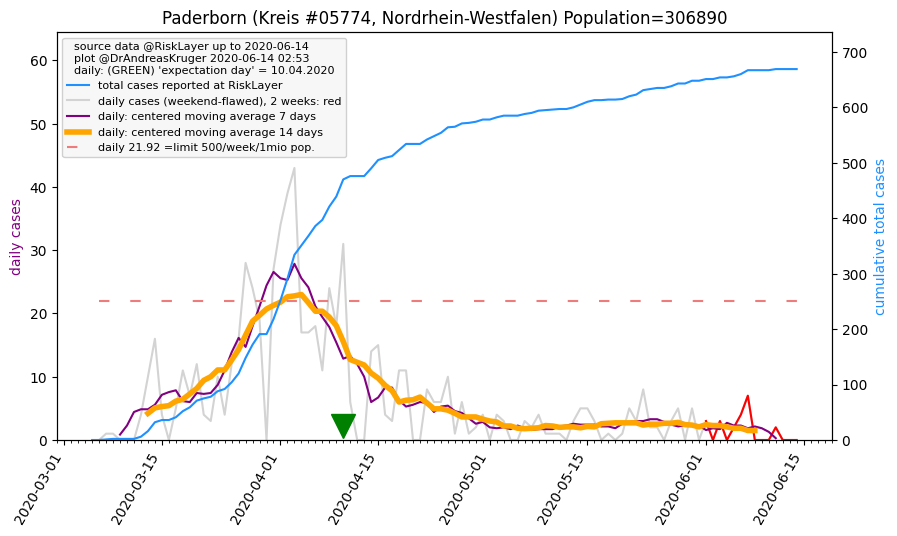 Paderborn (Kreis #05774, Nordrhein-Westfalen) Population=306890
source data @RiskLayer up to 2020-06-14
plot @DrAndreasKruger 2020-06-14 02:53
daily: (GREEN) 'expectation day' = 10.04.2020
total cases reported at RiskLayer
daily cases (weekend-flawed), 2 weeks: red
daily: centered moving average 7 days
daily: centered moving average 14 days
daily 21.92 =limit 500/week/1mio pop.
daily cases
60
50
40
30
20
10
0
cumulative total cases
700
600
500
400
300
200
100
0
2020-03-01
2020-03-15
2020-04-01
2020-04-15
2020-05-01
2020-05-15
2020-06-01
2020-06-15